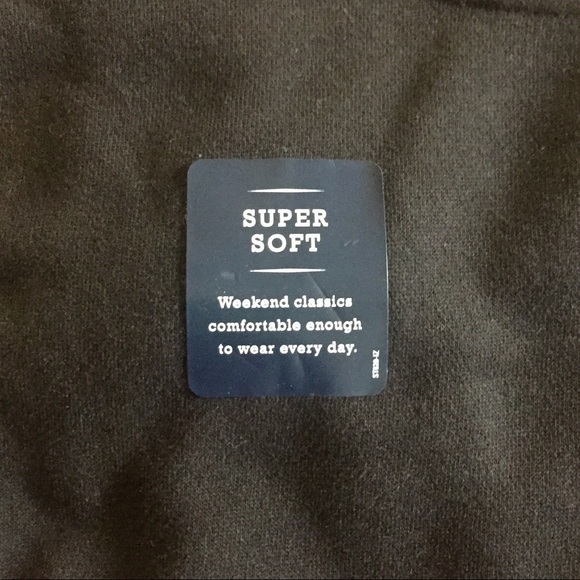 SUPER
SOFT
Weekend classics
comfortable enough
to wear every day.